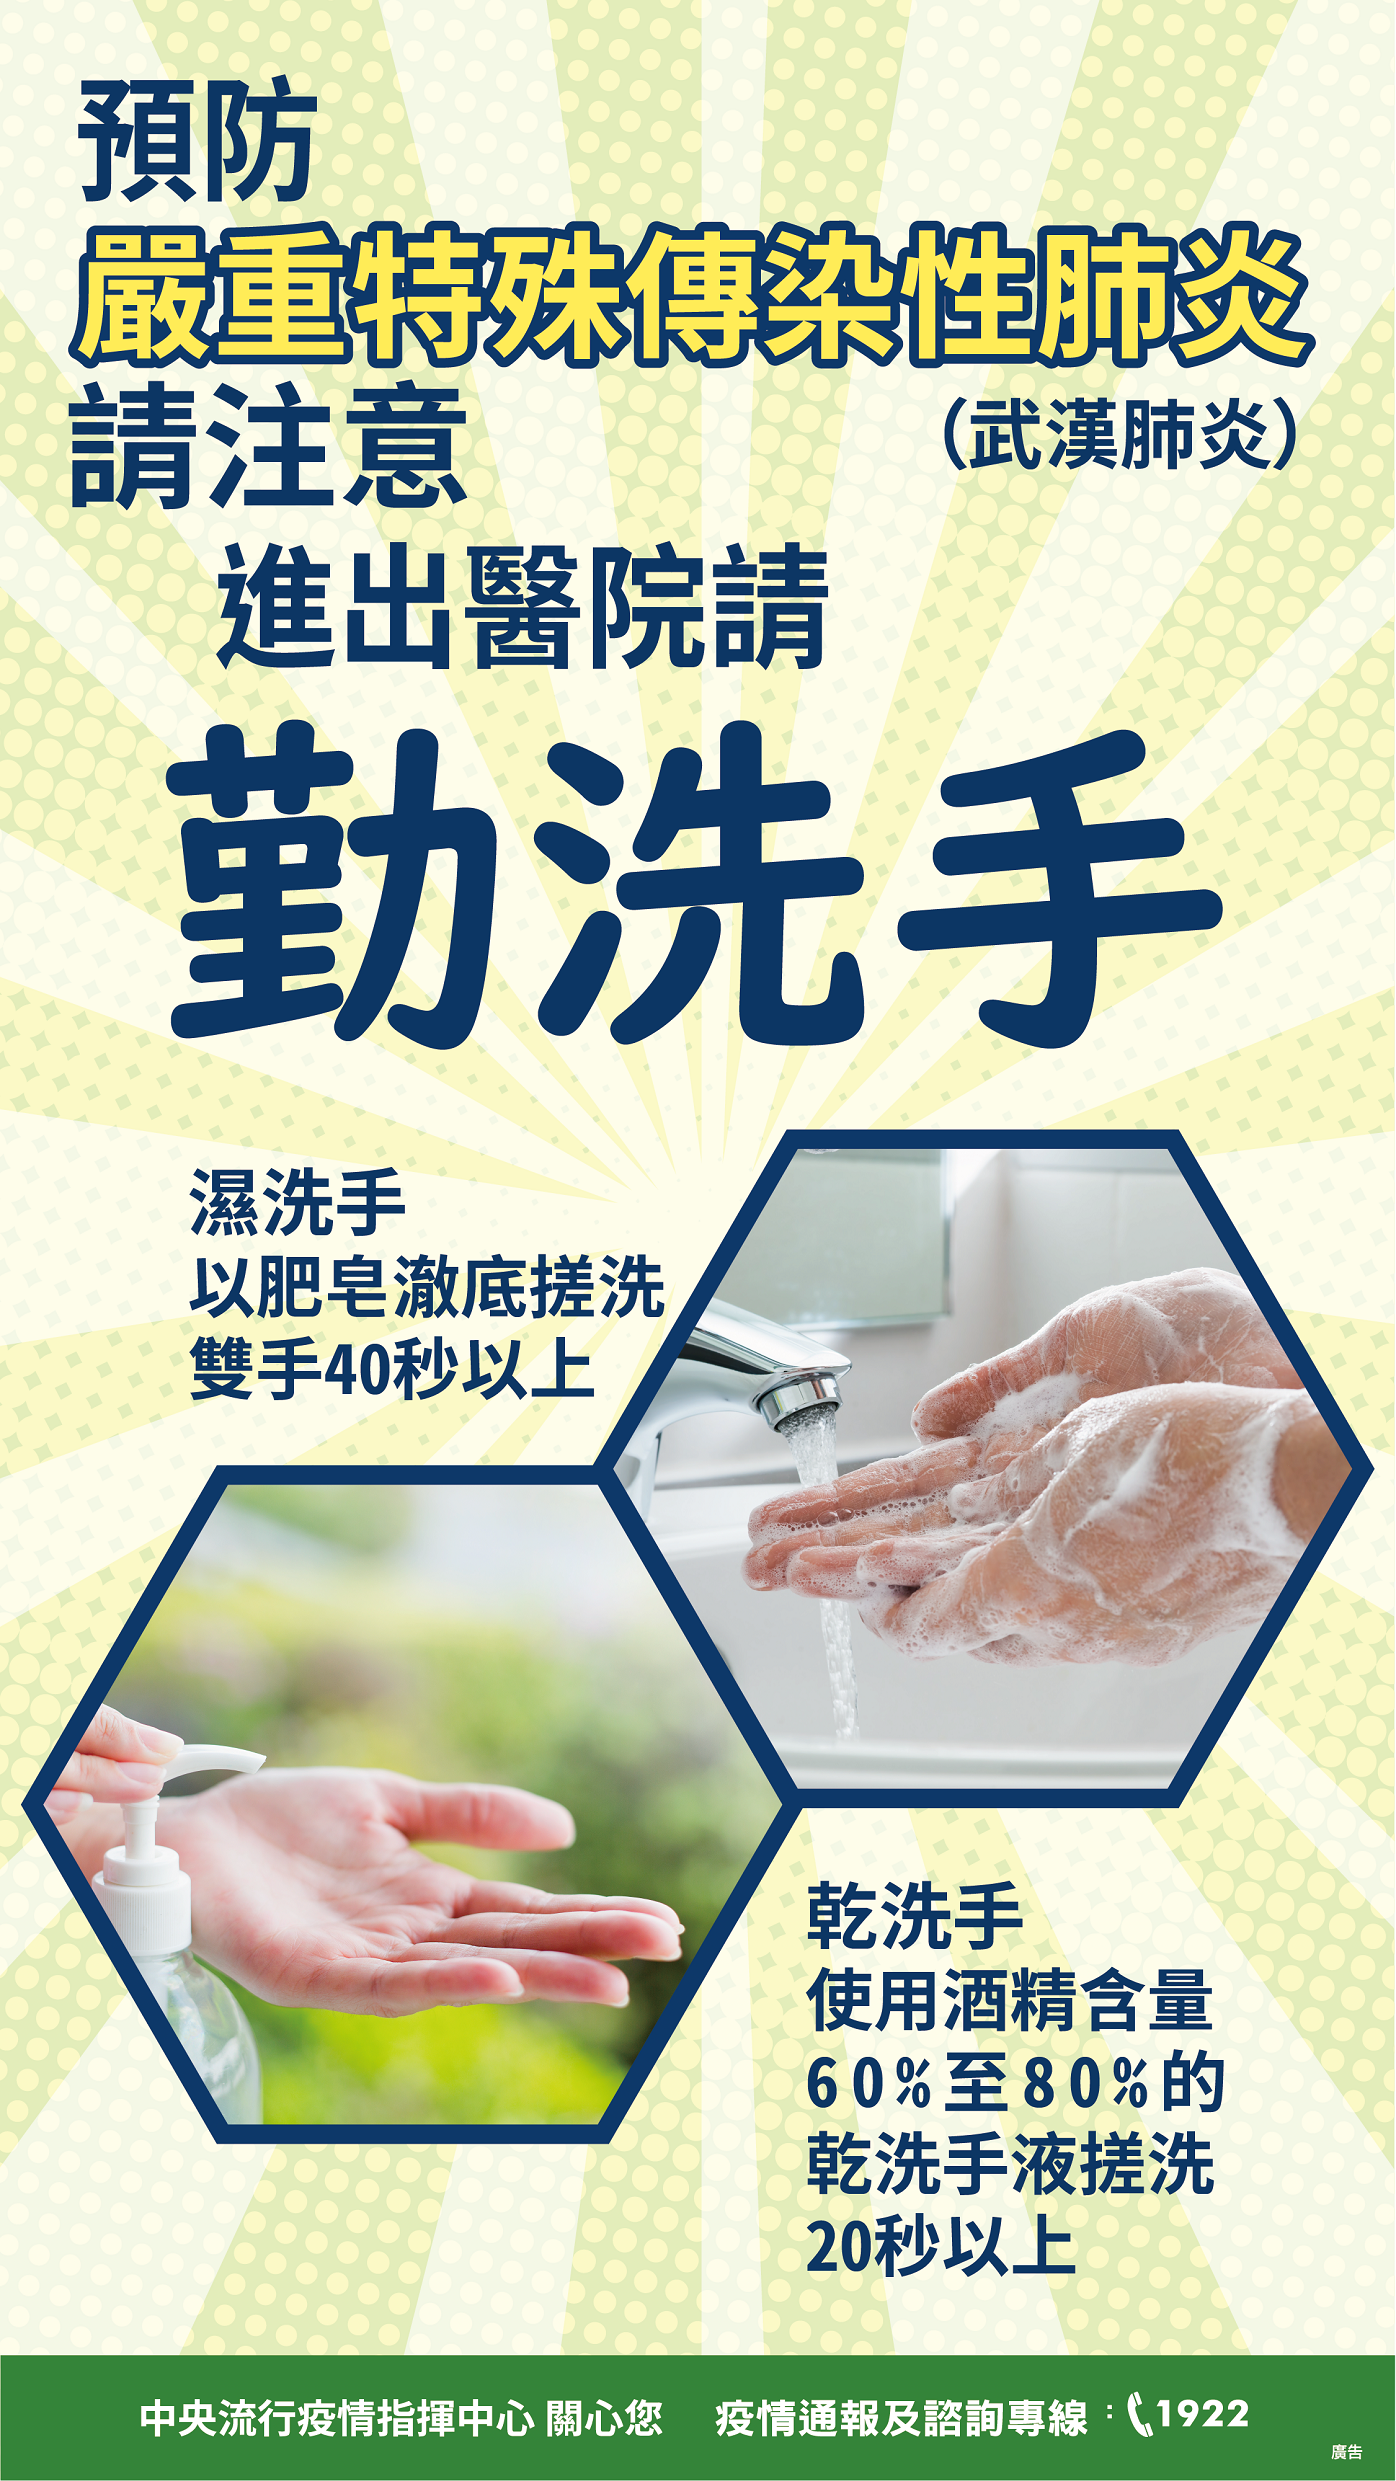 預防
嚴重特殊傳染性肺炎
請注意
(武漢肺炎)
進出醫院請
勤洗手
濕洗手
以肥皂澈底搓洗
雙手40秒以上
乾洗手
使用酒精含量
60%至80%的
乾洗手液搓洗
20秒以上
中央流行疫情指揮中心 關心您 疫情通報及諮詢專線：1922
廣告